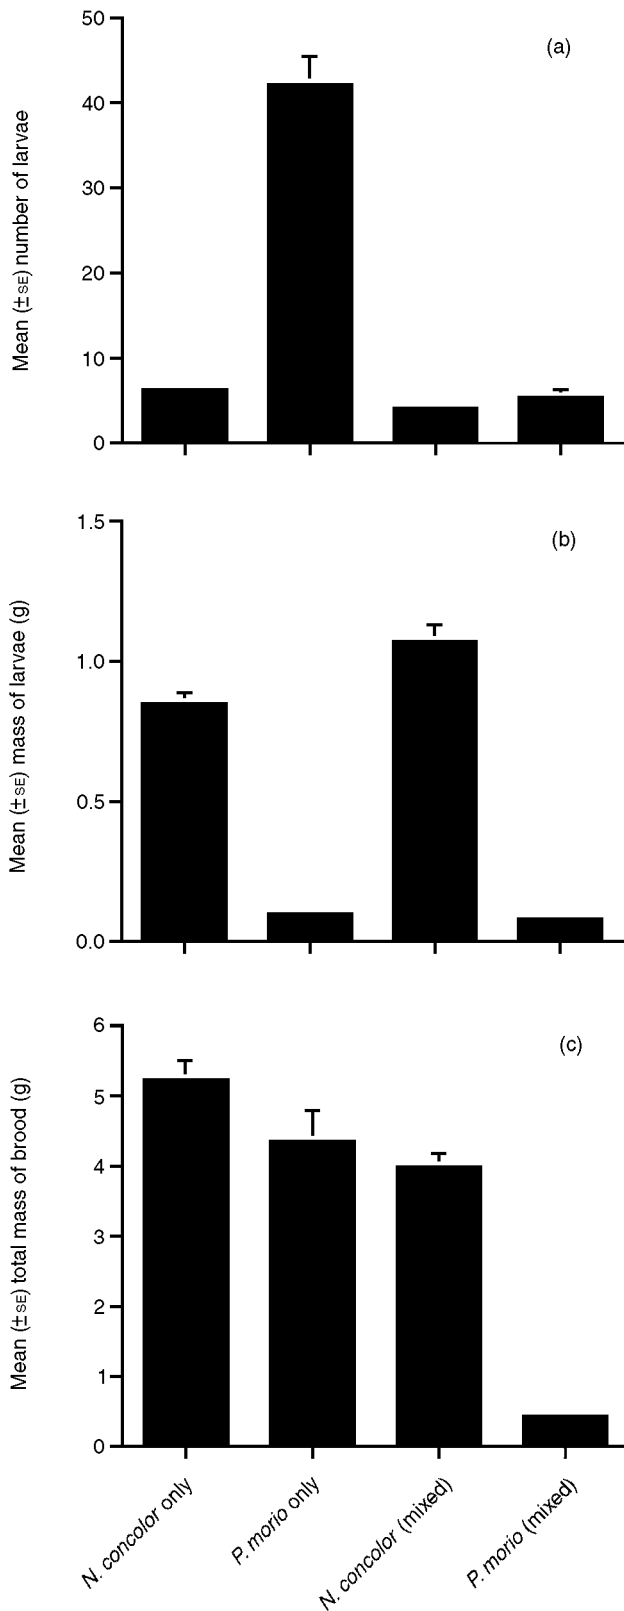 50
(a)
40
30
20
10
0
Mean (±SE) number of larvae
1.5
(b)
1.0
0.5
0.0
Mean (±SE) mass of larvae (g)
6
(c)
5
4
3
2
1
0
Mean (±SE) total mass of brood (g)
N. concolor only
P. morio only
N. concolor (mixed)
P. morio (mixed)